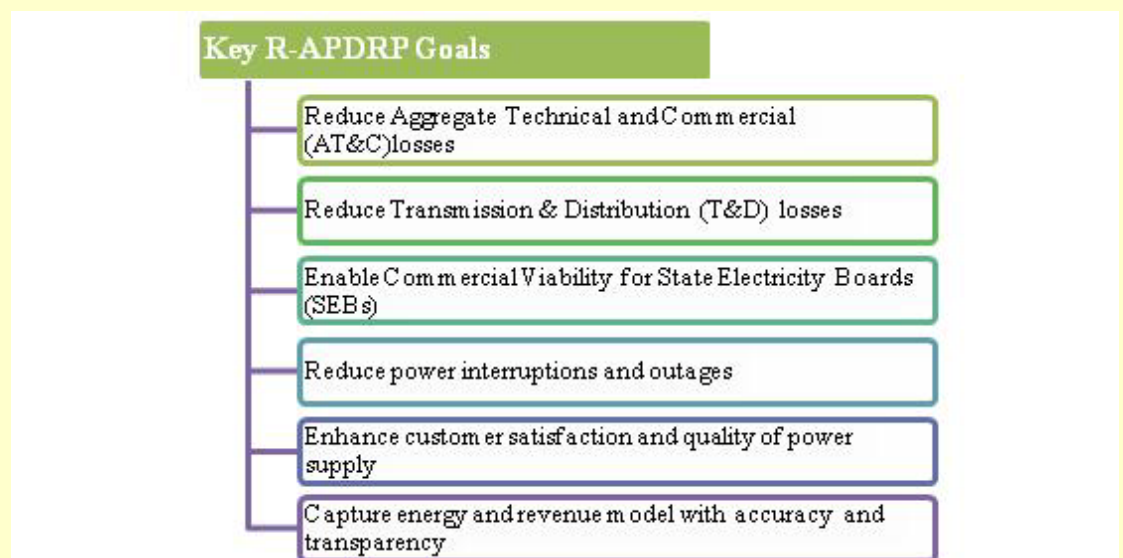 Key R-APDRP Goals
Reduce Aggregate Technical and Commercial
(AT&C)losses
Reduce Transmission & Distribution (T&D) losses
Enable Commercial Viability for State Electricity Boards
(SEBs)
Reduce power interruptions and outages
Enhance customer satisfaction and quality of power
supply
Capture energy and revenue model with accuracy and
transparency